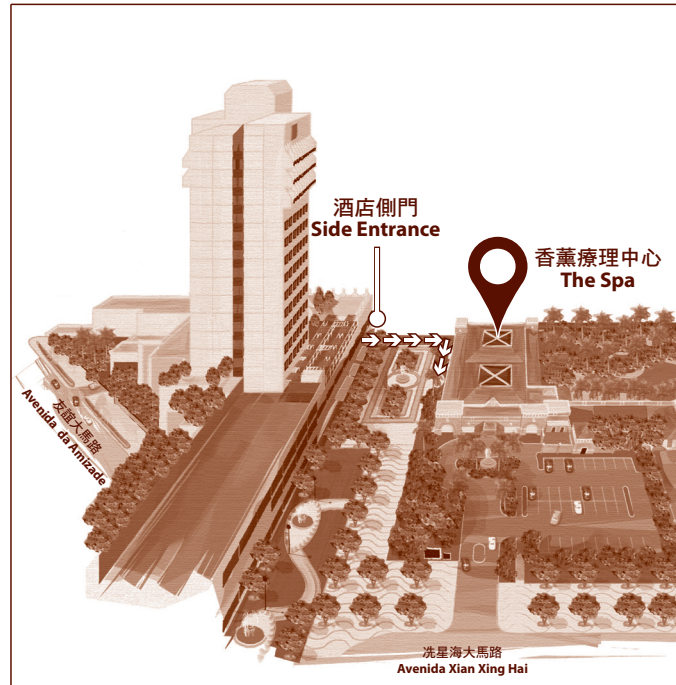 酒店側門
Side Entrance
香薰療理中心
The Spa
友誼大馬路
Avenida da Amizade
冼星海大馬路
Avenida Xian Xing Hai